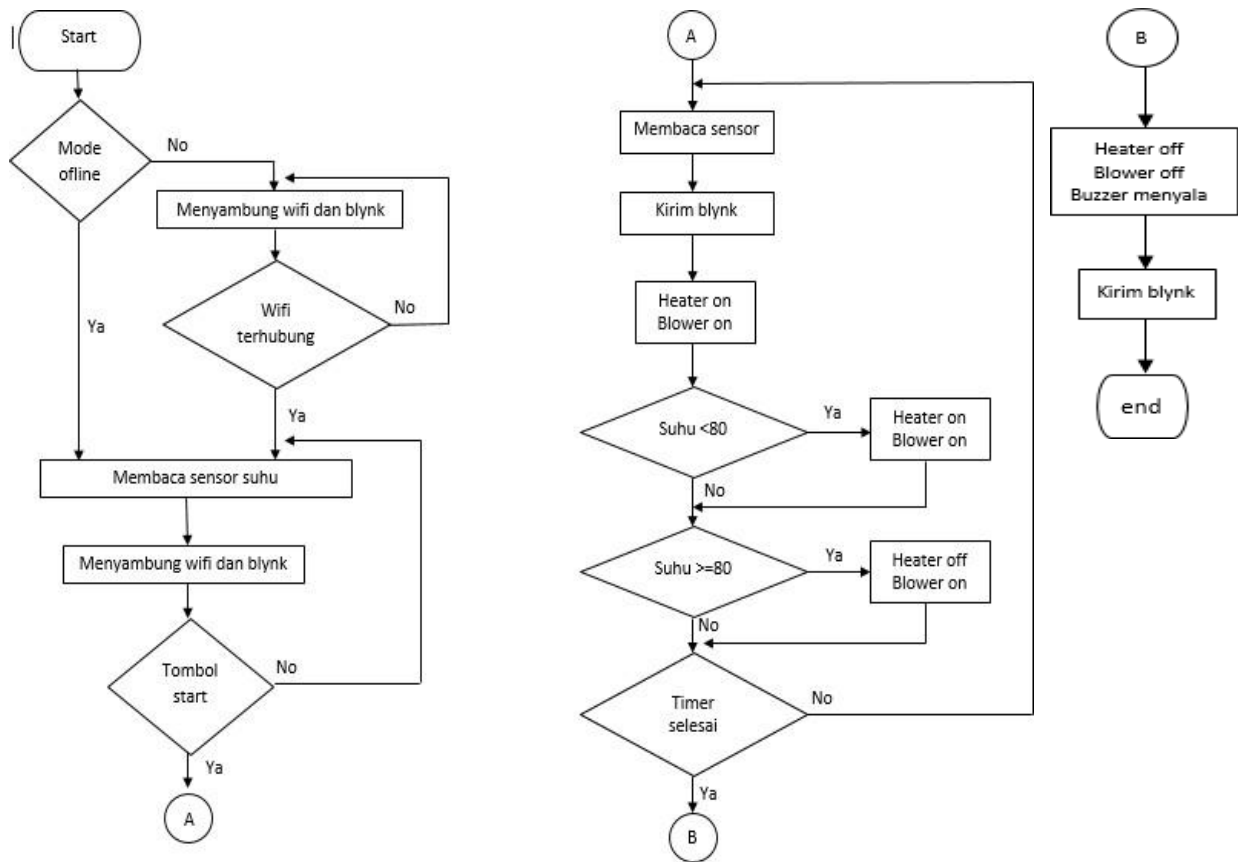 Start
Mode
ofline
No
Menyambung wifi dan blynk
Wifi
terhubung
No
Ya
Ya
Membaca sensor suhu
Menyambung wifi dan blynk
Tombol
start
No
Ya
A
A
Membaca sensor
Kirim blynk
Heater on
Blower on
Suhu <80
Ya
Heater on
Blower on
No
Suhu >=80
Ya
Heater off
Blower on
No
Timer
selesai
No
Ya
B
B
Heater off
Blower off
Buzzer menyala
Kirim blynk
end